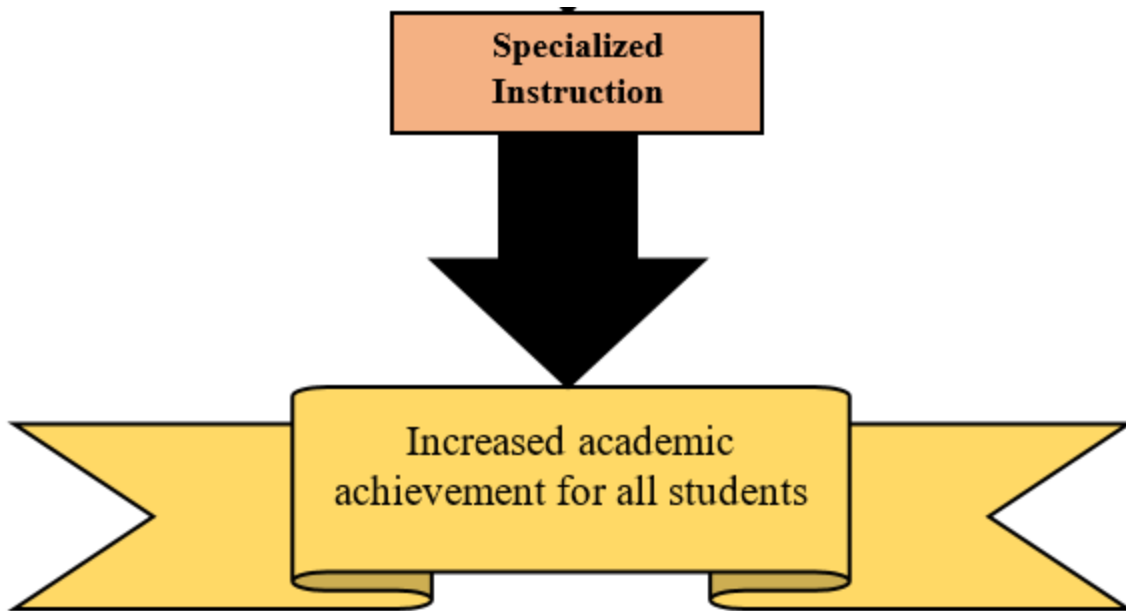 Specialized
Instruction
Increased academic
achievement for all students